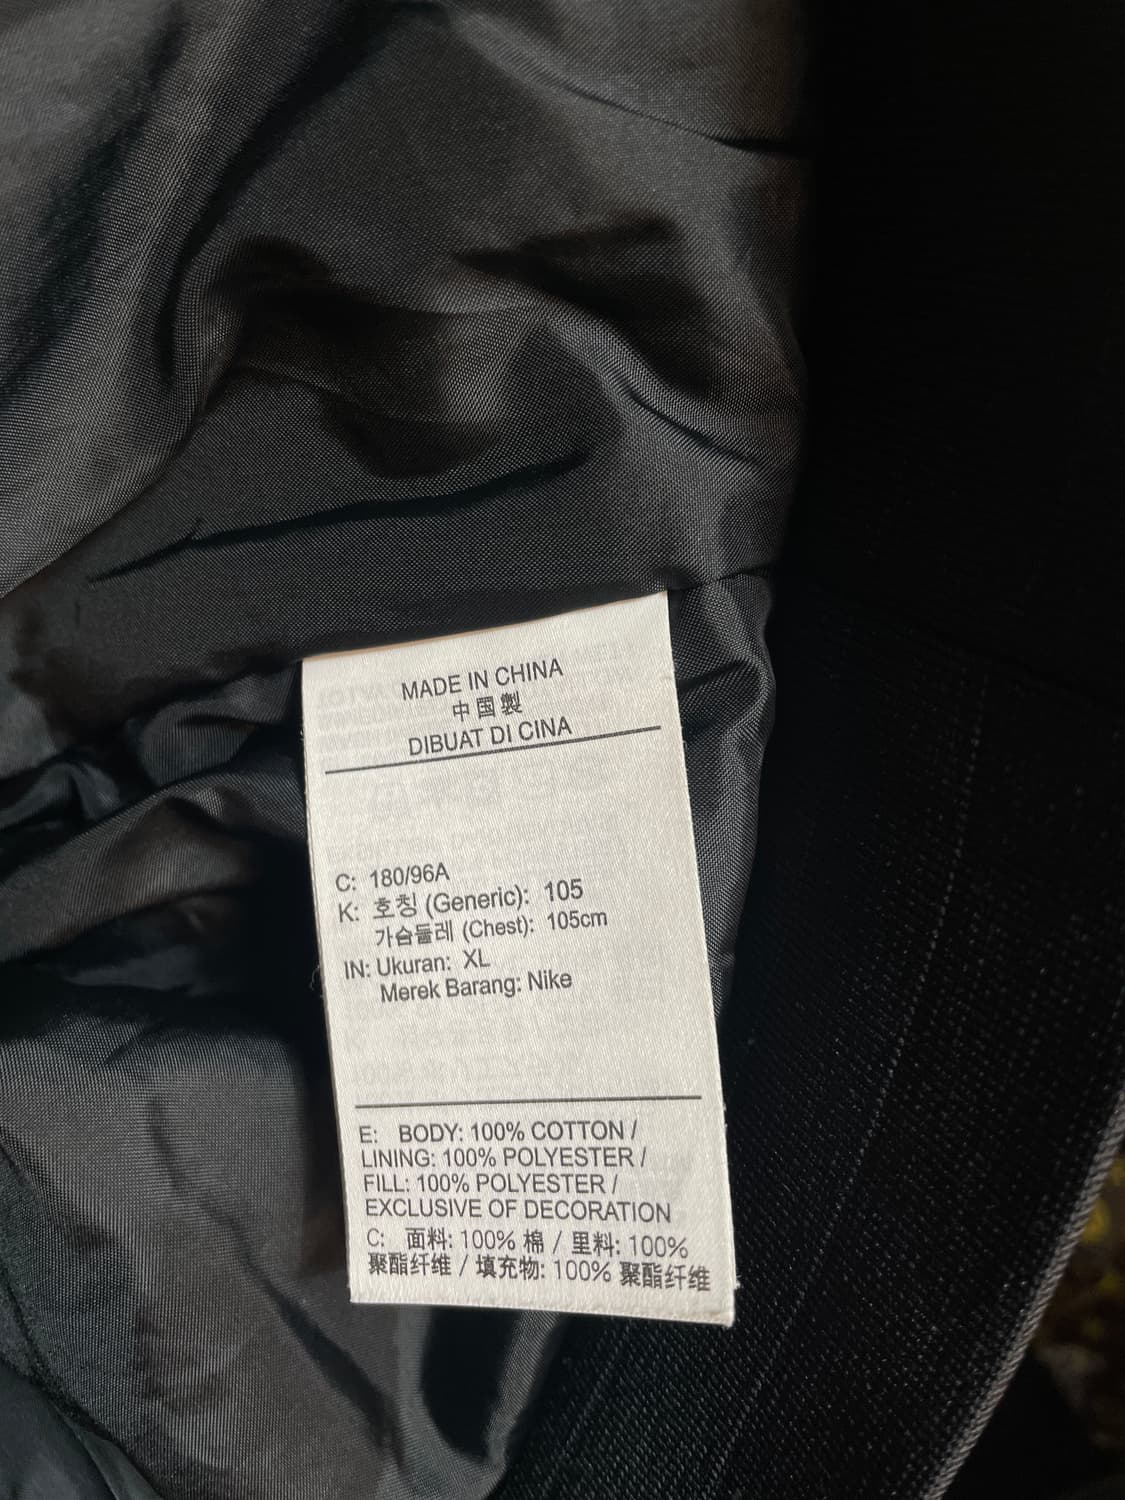 MADE IN CHINA
中国製
DIBUAT DI CINA
C: 180/96A
K: 호칭 (Generic): 105
가슴둘레 (Chest): 105cm
IN: Ukuran: XL
Merek Barang: Nike
E: BODY: 100% COTTON /
LINING: 100% POLYESTER /
FILL: 100% POLYESTER /
EXCLUSIVE OF DECORATION
C: 面料: 100% 棉 / 里料: 100%
聚酯纤维 / 填充物: 100% 聚酯纤维